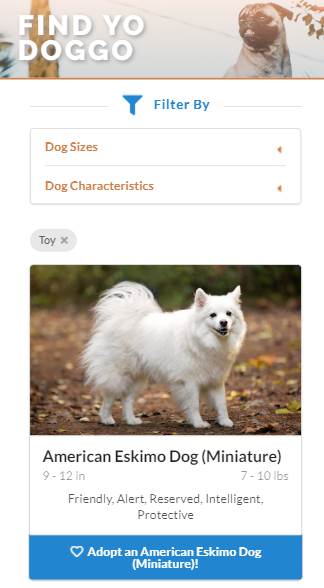 FIND YO
DOGGO
Filter By
Dog Sizes
Dog Characteristics
Toy
American Eskimo Dog (Miniature)
9 - 12 in 7 - 10 lbs
Friendly, Alert, Reserved, Intelligent,
Protective
Adopt an American Eskimo Dog
(Miniature)!